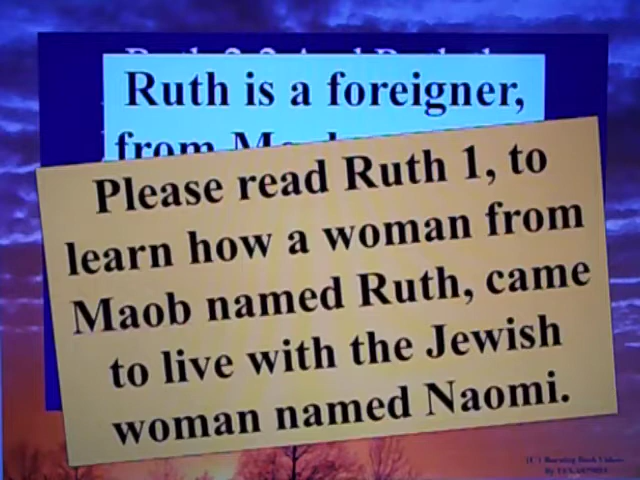 Ruth is a foreigner,
from
Please read Ruth 1, to
learn how a woman from
Maob named Ruth, came
to live with the Jewish
woman named Naomi.